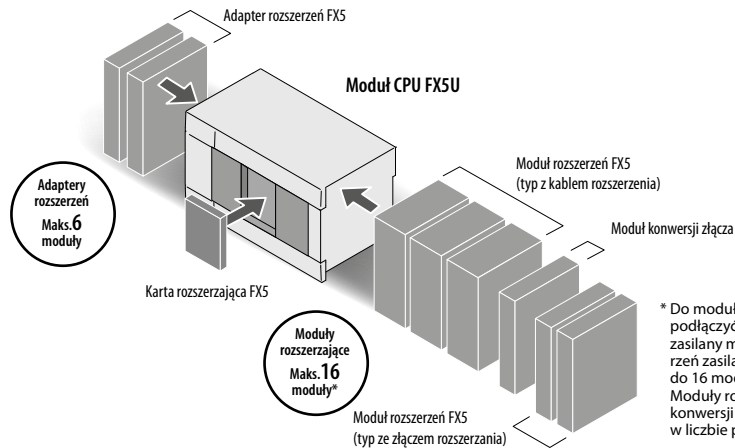 Adapter rozszerzeń FX5
Moduł CPU FX5U
Moduł rozszerzeń FX5
(typ z kablem rozszerzenia)
Moduł konwersji złącza
Adaptery
rozszerzeń
Maks.6
moduły
Karta rozszerzająca FX5
Moduły
rozszerzające
Maks.16
moduły*
Moduł rozszerzeń FX5
(typ ze złączem rozszerzania)
* Do moduł
podłączyć
zasilany m
rzeń zasila
do 16 mod
Moduły ro
konwersji
w liczbie p